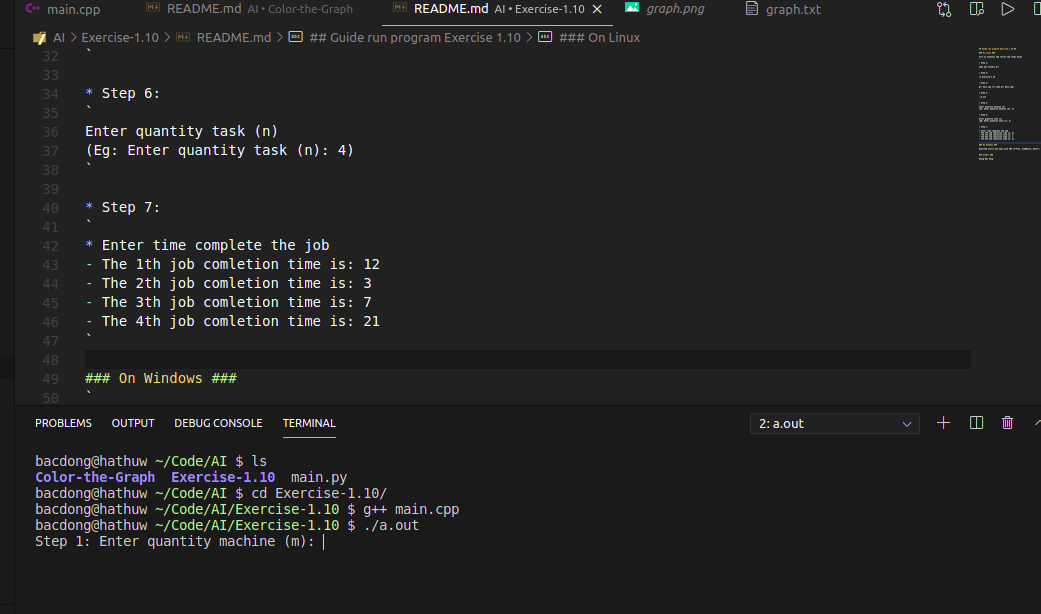 main.cpp README.md AI • Color-the-Graph README.md AI • Exercise-1.10 graph.png graph.txt
AI > Exercise-1.10 > README.md > ## Guide run program Exercise 1.10 > ### On Linux
32 `
33
34 * Step 6:
35 `
36 Enter quantity task (n)
37 (Eg: Enter quantity task (n): 4)
38 `
39
40 * Step 7:
41 `
42 * Enter time complete the job
43 - The 1th job comletion time is: 12
44 - The 2th job comletion time is: 3
45 - The 3th job comletion time is: 7
46 - The 4th job comletion time is: 21
47 `
48
49 ### On Windows ###
50 `
PROBLEMS OUTPUT DEBUG CONSOLE TERMINAL 2: a.out
bacdong@hathuw ~/Code/AI $ ls
Color-the-Graph Exercise-1.10 main.py
bacdong@hathuw ~/Code/AI $ cd Exercise-1.10/
bacdong@hathuw ~/Code/AI/Exercise-1.10 $ g++ main.cpp
bacdong@hathuw ~/Code/AI/Exercise-1.10 $ ./a.out
Step 1: Enter quantity machine (m):